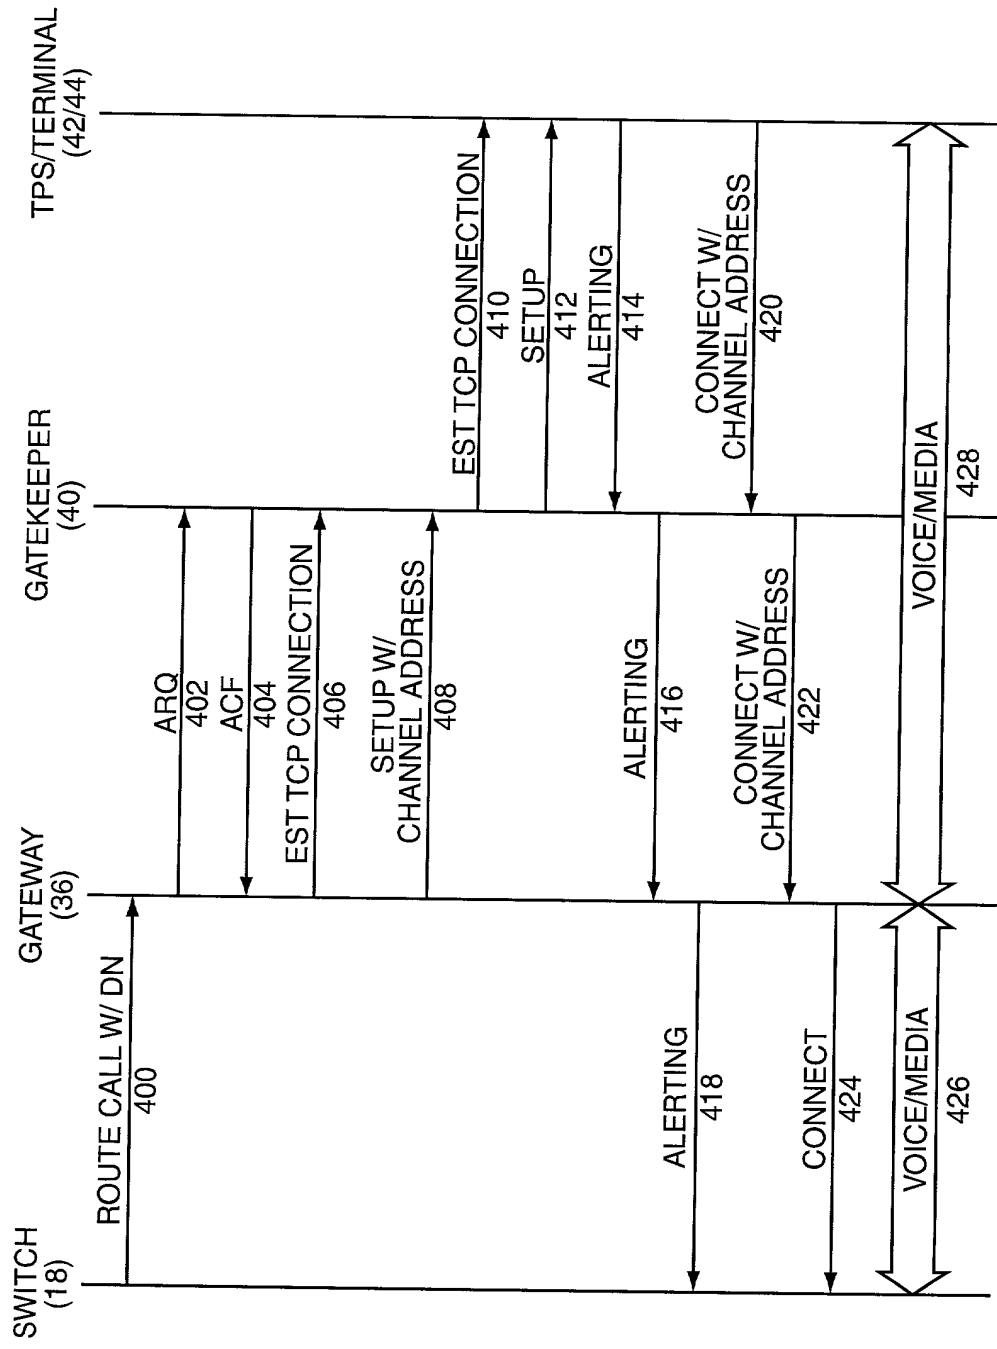 SWITCH
(18)
GATEWAY
(36)
GATEKEEPER
(40)
TPS/TERMINAL
(42/44)
ROUTE CALL W/ DN
400
ARQ
402
ACF
404
EST TCP CONNECTION
406
SETUP W/
CHANNEL ADDRESS
408
EST TCP CONNECTION
410
SETUP
412
ALERTING
414
ALERTING
416
ALERTING
418
CONNECT W/
CHANNEL ADDRESS
420
CONNECT W/
CHANNEL ADDRESS
422
CONNECT
424
VOICE/MEDIA
426
VOICE/MEDIA
428